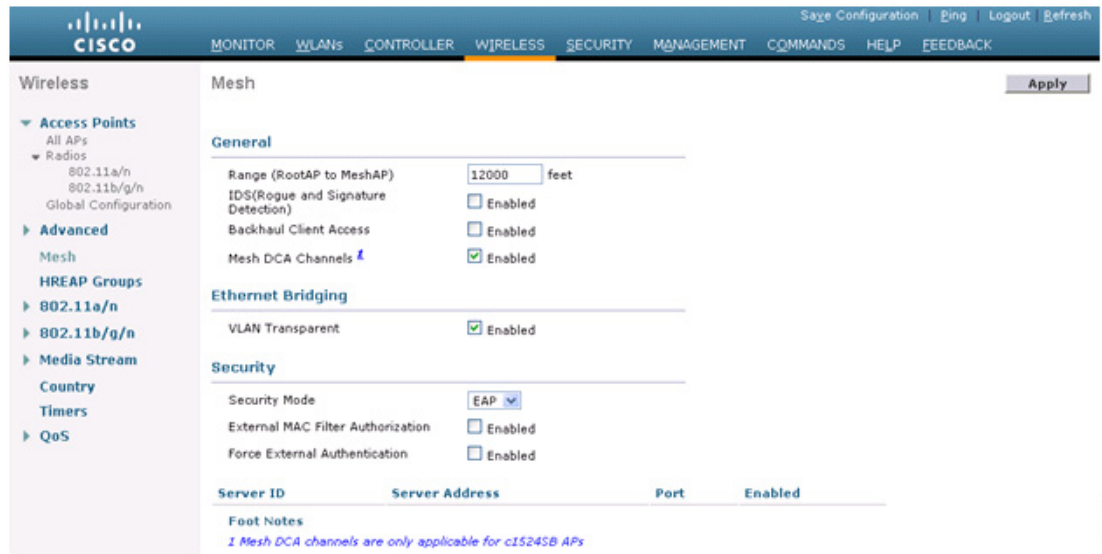 Save Configuration | Ping | Logout | Refresh
CISCO
MONITOR WLANs CONTROLLER WIRELESS SECURITY MANAGEMENT COMMANDS HELP FEEDBACK
Wireless
Access Points
All APs
Radios
802.11a/n
802.11b/g/n
Global Configuration
Advanced
Mesh
HREAP Groups
802.11a/n
802.11b/g/n
Media Stream
Country
Timers
QoS
Mesh
Apply
General
Range (RootAP to MeshAP) 12000 feet
IDS(Rogue and Signature
Detection) Enabled
Backhaul Client Access Enabled
Mesh DCA Channels 1 Enabled
Ethernet Bridging
VLAN Transparent Enabled
Security
Security Mode EAP
External MAC Filter Authorization Enabled
Force External Authentication Enabled
Server ID Server Address Port Enabled
Foot Notes
1 Mesh DCA channels are only applicable for c1524SB APs